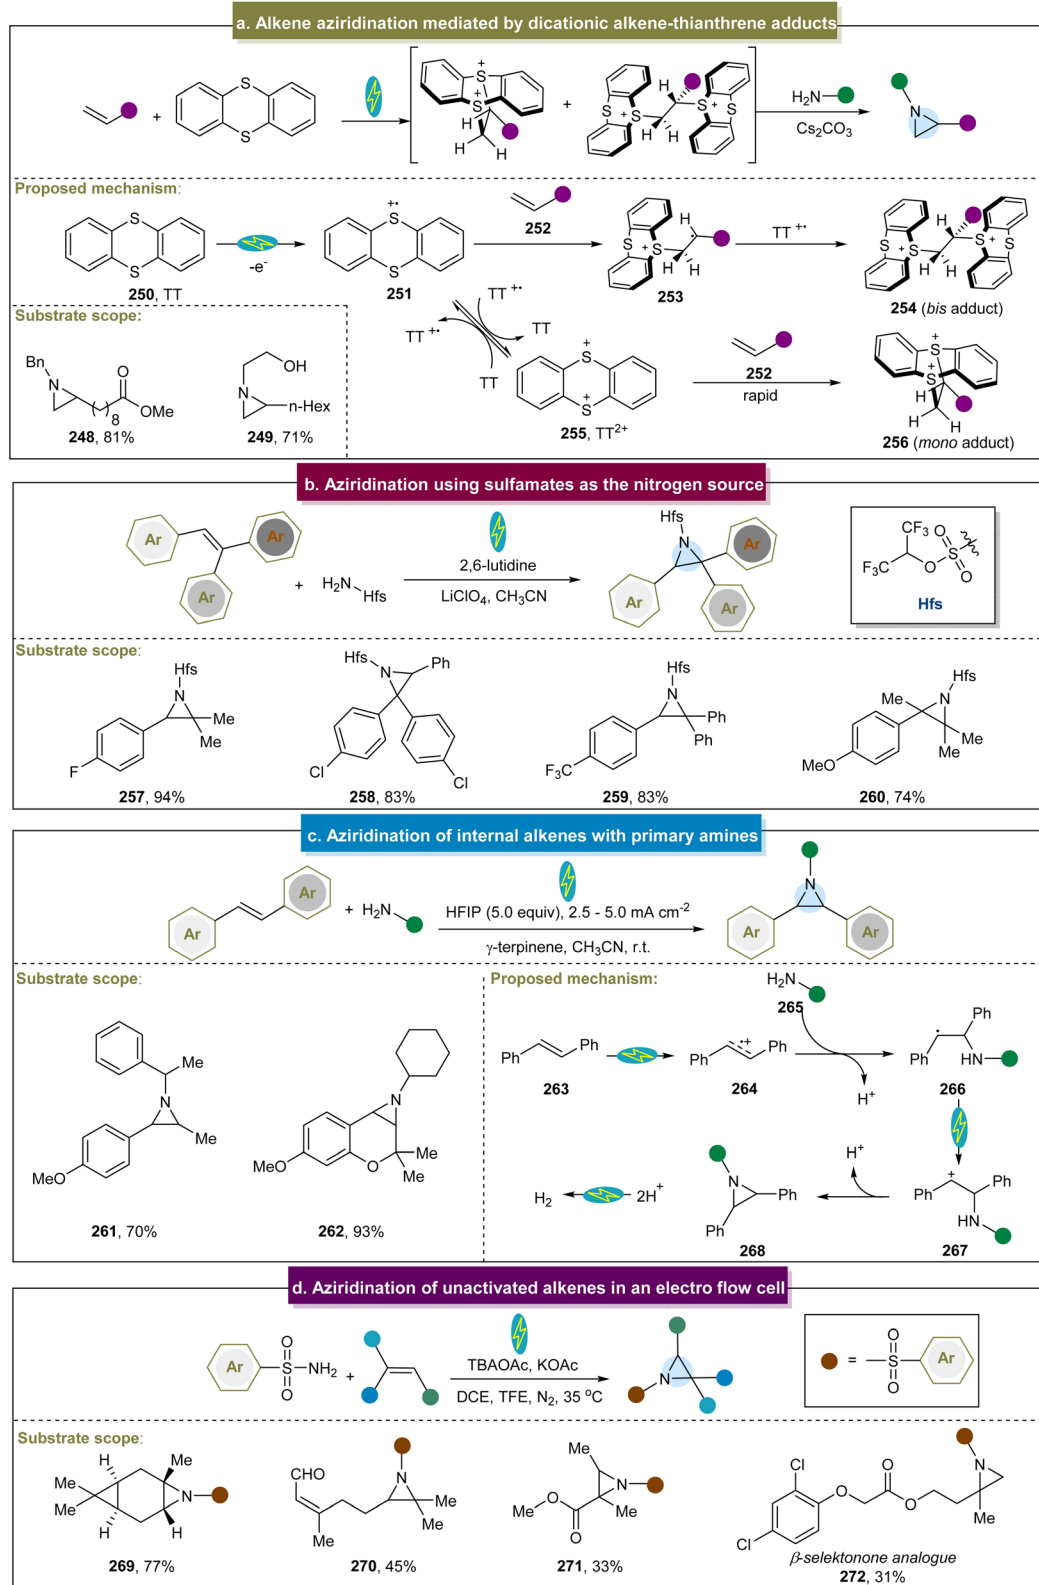 a. Alkene aziridination mediated by dicationic alkene-thianthrene adducts
+
S
S
+
S
+
S
H
H
+
S
S
+
H
H
S
+
S
H2N
Cs2CO3
N
Proposed mechanism:
S
S
250, TT
-e-
+•
S
S
251
252
S
S
+
H
H
H
253
TT +•
S
S
+
H
H
S
+
S
254 (bis adduct)
TT +•
TT +•
TT
TT
+
S
S
+
255, TT2+
252
rapid
+
S
+
S
H
H
256 (mono adduct)
Substrate scope:
Bn
N
8
O
OMe
248, 81%
OH
N
n-Hex
249, 71%
b. Aziridination using sulfamates as the nitrogen source
Ar
Ar
Ar
+
H2N
Hfs
2,6-lutidine
LiClO4, CH3CN
Hfs
N
Ar
Ar
Ar
CF3
F3C
O
O
S
O
Hfs
Substrate scope:
Hfs
N
Me
Me
F
257, 94%
Hfs
N
Ph
Cl
Cl
258, 83%
Hfs
N
Ph
Ph
F3C
259, 83%
Hfs
Me
N
Me
Me
MeO
260, 74%
c. Aziridination of internal alkenes with primary amines
Ar
Ar
+
H2N
HFIP (5.0 equiv), 2.5 - 5.0 mA cm-2
γ-terpinene, CH3CN, r.t.
N
Ar
Ar
Substrate scope:
Me
N
Me
MeO
261, 70%
N
O
Me
Me
MeO
262, 93%
Proposed mechanism:
H2N
265
Ph
Ph
263
•+
Ph
Ph
264
H+
Ph
•
Ph
HN
266
+
Ph
Ph
HN
267
H+
N
Ph
Ph
268
2H+
H2
d. Aziridination of unactivated alkenes in an electro flow cell
Ar
O
S
O
NH2
+
TBAOAc, KOAc
DCE, TFE, N2, 35 oC
N
=
O
S
O
Ar
Substrate scope:
H
Me
Me
Me
N
H
H
269, 77%
CHO
N
Me
Me
Me
270, 45%
Me
N
Me
O
Me
O
271, 33%
Cl
Cl
O
O
O
N
Me
β-selektonone analogue
272, 31%